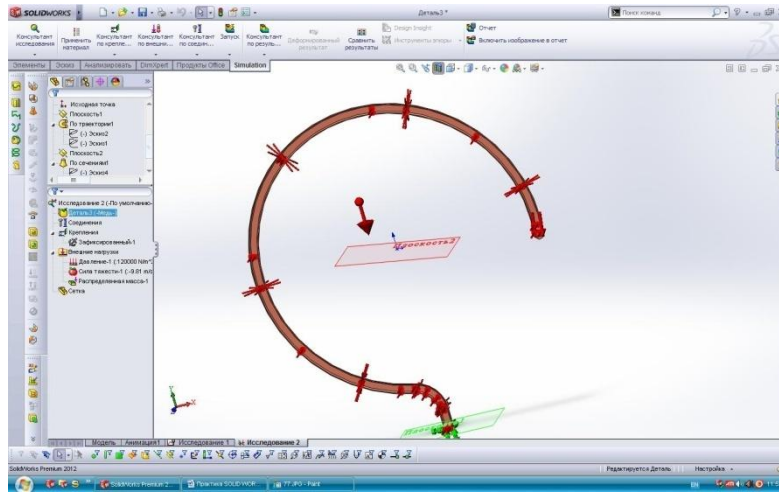 SOLIDWORKS
Деталь3 *
Поиск команд
Консультант исследования
Применить материал
Консультант по крепле...
Консультант по внешни...
Консультант по соедин...
Запуск
Консультант по резуль...
Деформированный результат
Сравнить результаты
Design Insight
Инструменты эпюры
Отчет
Включить изображение в отчет
Элементы
Эскиз
Анализировать
DimXpert
Продукты Office
Simulation
Исходная точка
Плоскость1
По траектории1
(-) Эскиз2
(-) Эскиз1
Плоскость2
По сечениям1
(-) Эскиз4
Исследование 2 (-По умолчанию-
Деталь3 (-Медь-)
Соединения
Крепления
Зафиксированный-1
Внешние нагрузки
Давление-1 (:120000 N/m^
Сила тяжести-1 (:-9.81 m/s
Распределенная масса-1
Сетка
Плоскость2
Модель
Анимация1
Исследование 1
Исследование 2
SolidWorks Premium 2012
Редактируется Деталь
Настройка
SolidWorks Premium 2...
Практика SOLID WOR...
77.JPG - Paint
EN